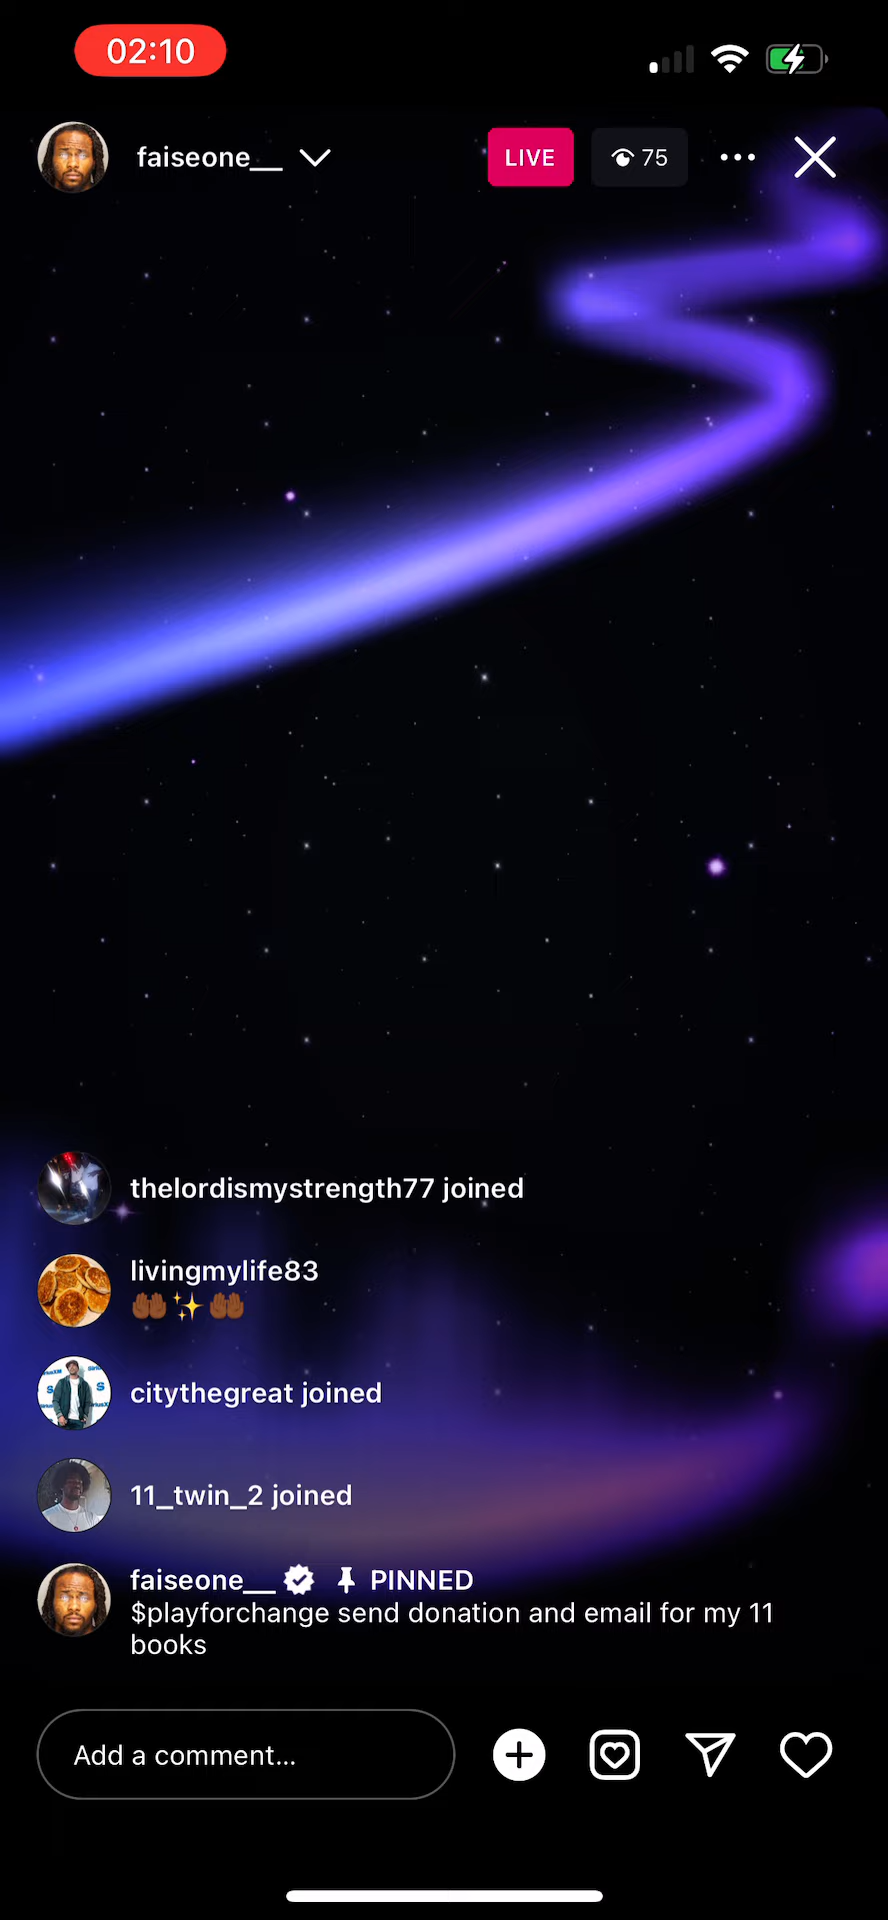 02:10
faiseone__
LIVE
75
thelordismystrength77 joined
livingmylife83
🤲🏾✨🤲🏾
citythegreat joined
11_twin_2 joined
faiseone__ PINNED
$playforchange send donation and email for my 11
books
Add a comment...